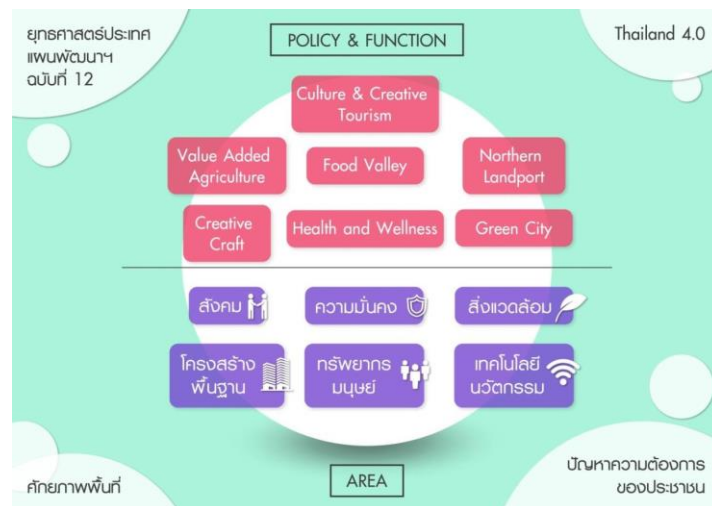 ยุทธศาสตร์ประเทศ
แผนพัฒนาฯ
ฉบับที่ 12
POLICY & FUNCTION
Thailand 4.0
Culture & Creative
Tourism
Value Added
Agriculture
Food Valley
Northern
Landport
Creative
Craft
Health and Wellness
Green City
สังคม
ความมั่นคง
สิ่งแวดล้อม
โครงสร้าง
พื้นฐาน
ทรัพยากร
มนุษย์
เทคโนโลยี
นวัตกรรม
ศักยภาพพื้นที่
AREA
ปัญหาความต้องการ
ของประชาชน